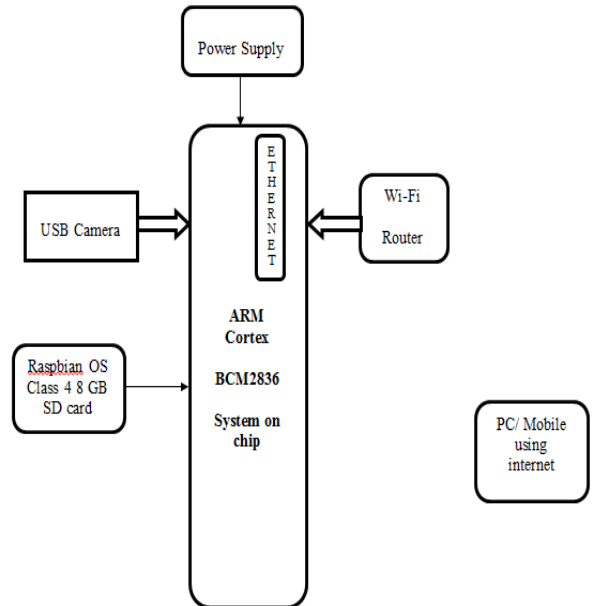 Power Supply
E
T
H
E
R
N
E
T
USB Camera
Wi-Fi
Router
ARM
Cortex
BCM2836
System on
chip
Raspbian OS
Class 4 8 GB
SD card
PC/ Mobile
using
internet